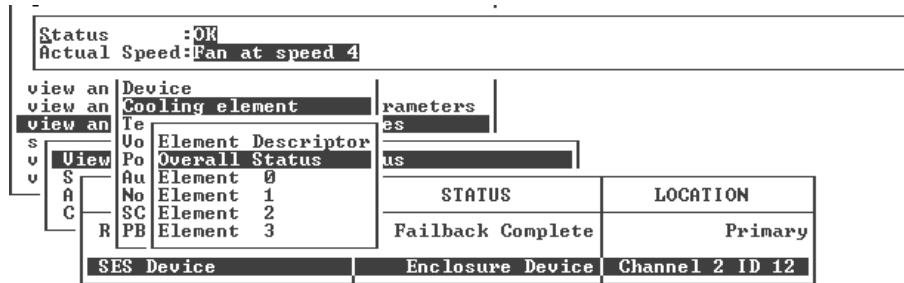 Status :OK
Actual Speed:Fan at speed 4
view an Device
view an Cooling element rameters
view an Te es
s Vo Element Descriptor
v View Po Overall Status us
v S Au Element 0
A No Element 1 STATUS LOCATION
C SC Element 2
R PB Element 3 Failback Complete Primary
SES Device Enclosure Device Channel 2 ID 12